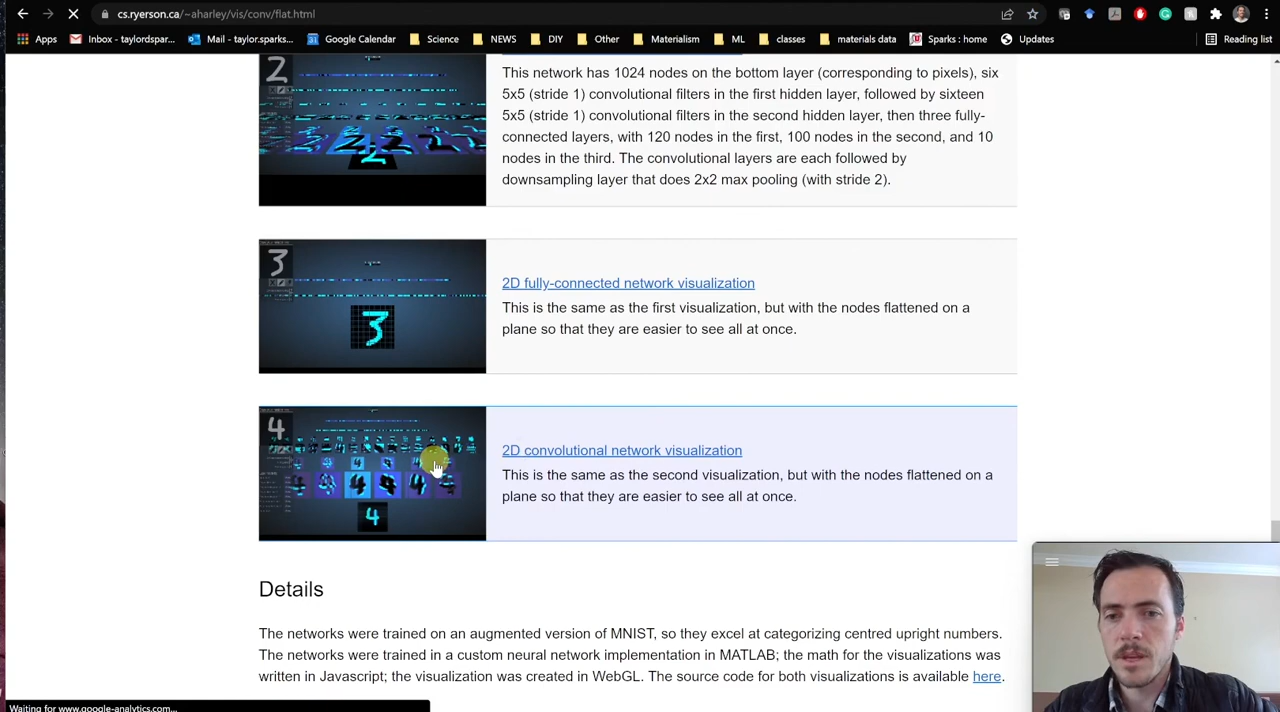 cs.ryerson.ca/~aharley/vis/conv/flat.html
Apps Inbox - taylordspar... Mail - taylor.sparks... Google Calendar Science NEWS DIY Other Materialism ML classes materials data Sparks : home Updates Reading list
This network has 1024 nodes on the bottom layer (corresponding to pixels), six
5x5 (stride 1) convolutional filters in the first hidden layer, followed by sixteen
5x5 (stride 1) convolutional filters in the second hidden layer, then three fully-
connected layers, with 120 nodes in the first, 100 nodes in the second, and 10
nodes in the third. The convolutional layers are each followed by
downsampling layer that does 2x2 max pooling (with stride 2).
2
2
3
3
2D fully-connected network visualization
This is the same as the first visualization, but with the nodes flattened on a
plane so that they are easier to see all at once.
4
4
2D convolutional network visualization
This is the same as the second visualization, but with the nodes flattened on a
plane so that they are easier to see all at once.
Details
The networks were trained on an augmented version of MNIST, so they excel at categorizing centred upright numbers.
The networks were trained in a custom neural network implementation in MATLAB; the math for the visualizations was
written in Javascript; the visualization was created in WebGL. The source code for both visualizations is available here.
Waiting for www.google-analytics.com...